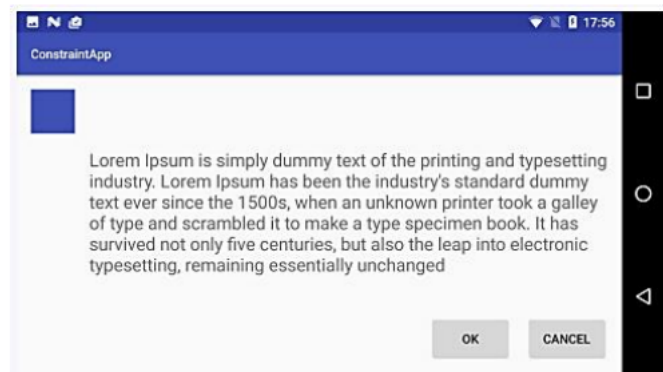 17:56
ConstraintApp
Lorem Ipsum is simply dummy text of the printing and typesetting
industry. Lorem Ipsum has been the industry's standard dummy
text ever since the 1500s, when an unknown printer took a galley
of type and scrambled it to make a type specimen book. It has
survived not only five centuries, but also the leap into electronic
typesetting, remaining essentially unchanged
OK CANCEL